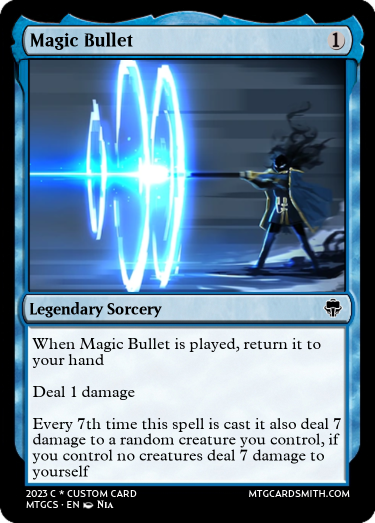 Magic Bullet 1
Legendary Sorcery
When Magic Bullet is played, return it to
your hand
Deal 1 damage
Every 7th time this spell is cast it also deal 7
damage to a random creature you control, if
you control no creatures deal 7 damage to
yourself
2023 C * CUSTOM CARD MTGCARDSMITH.COM
MTGCS · EN Nia